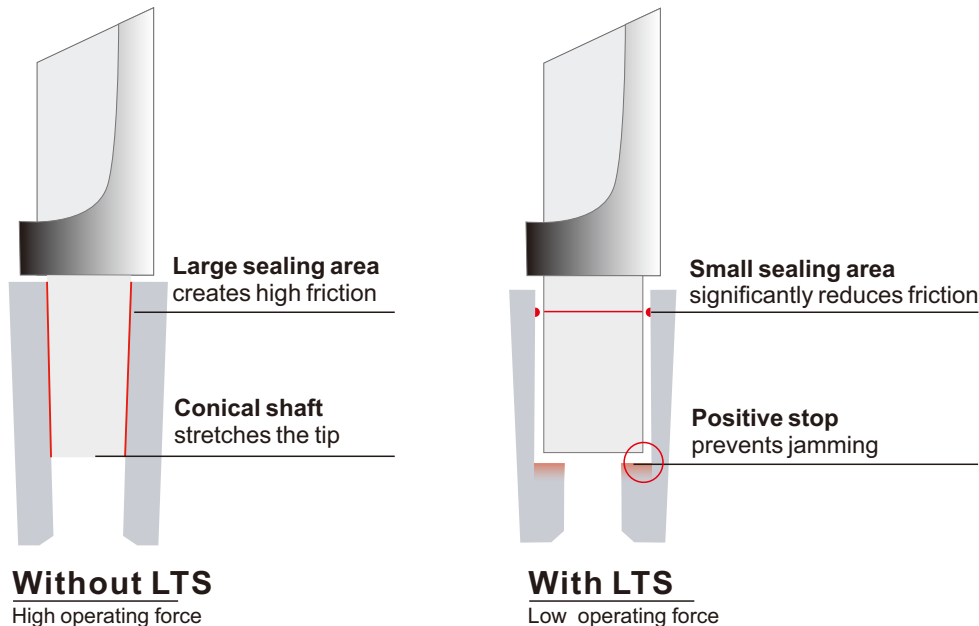 Large sealing area
creates high friction
Conical shaft
stretches the tip
Without LTS
High operating force
Small sealing area
significantly reduces friction
Positive stop
prevents jamming
With LTS
Low operating force